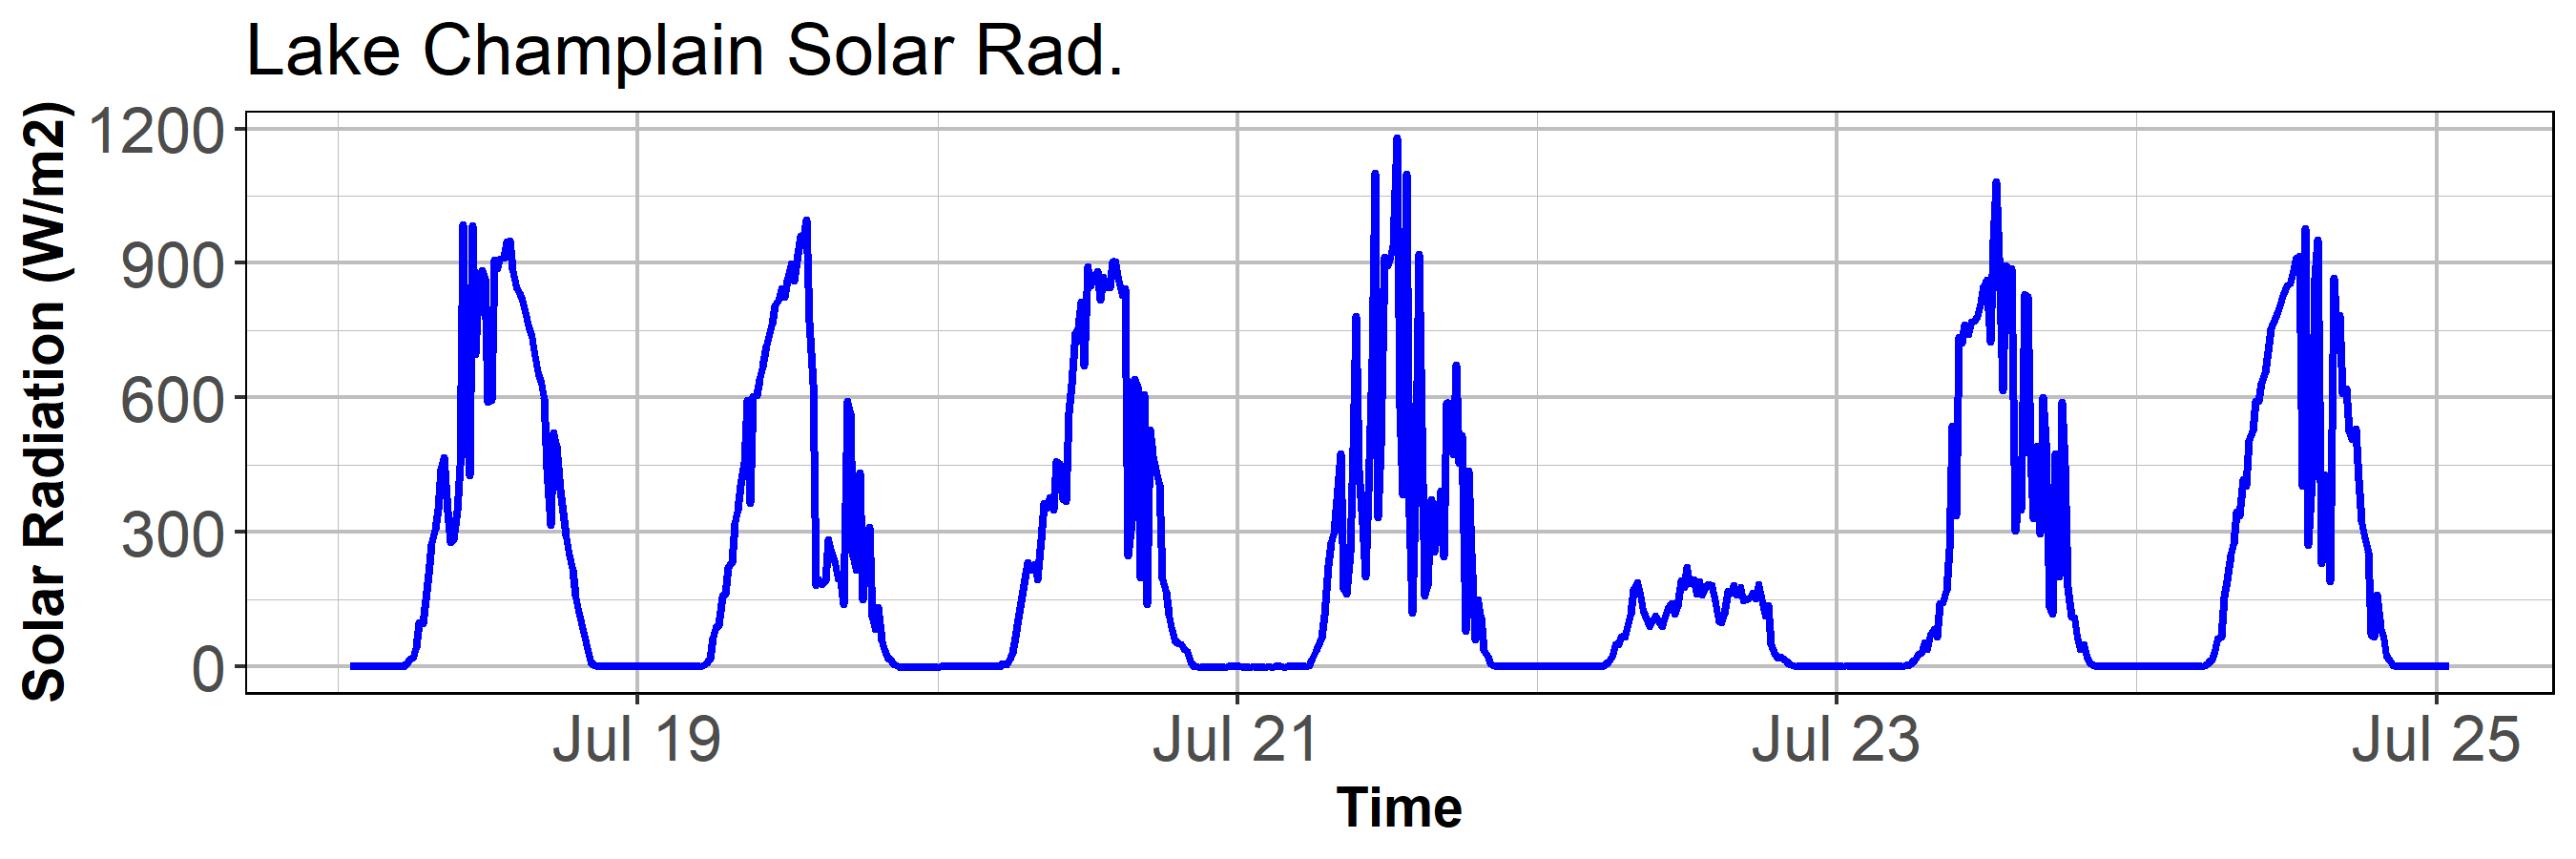 Lake Champlain Solar Rad.
Solar Radiation (W/m2)
1200
900
600
300
0
Jul 19
Jul 21
Jul 23
Jul 25
Time